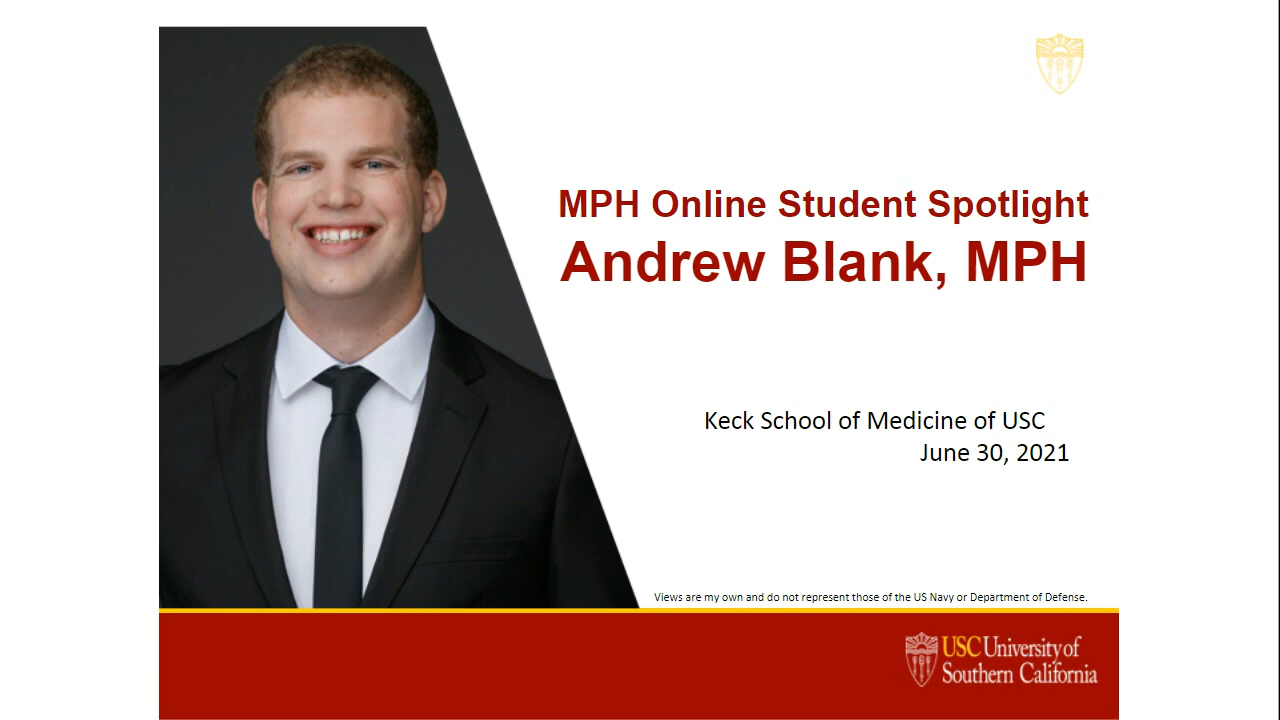 MPH Online Student Spotlight
Andrew Blank, MPH
Keck School of Medicine of USC
June 30, 2021
Views are my own and do not represent those of the US Navy or Department of Defense.
USC University of
Southern California